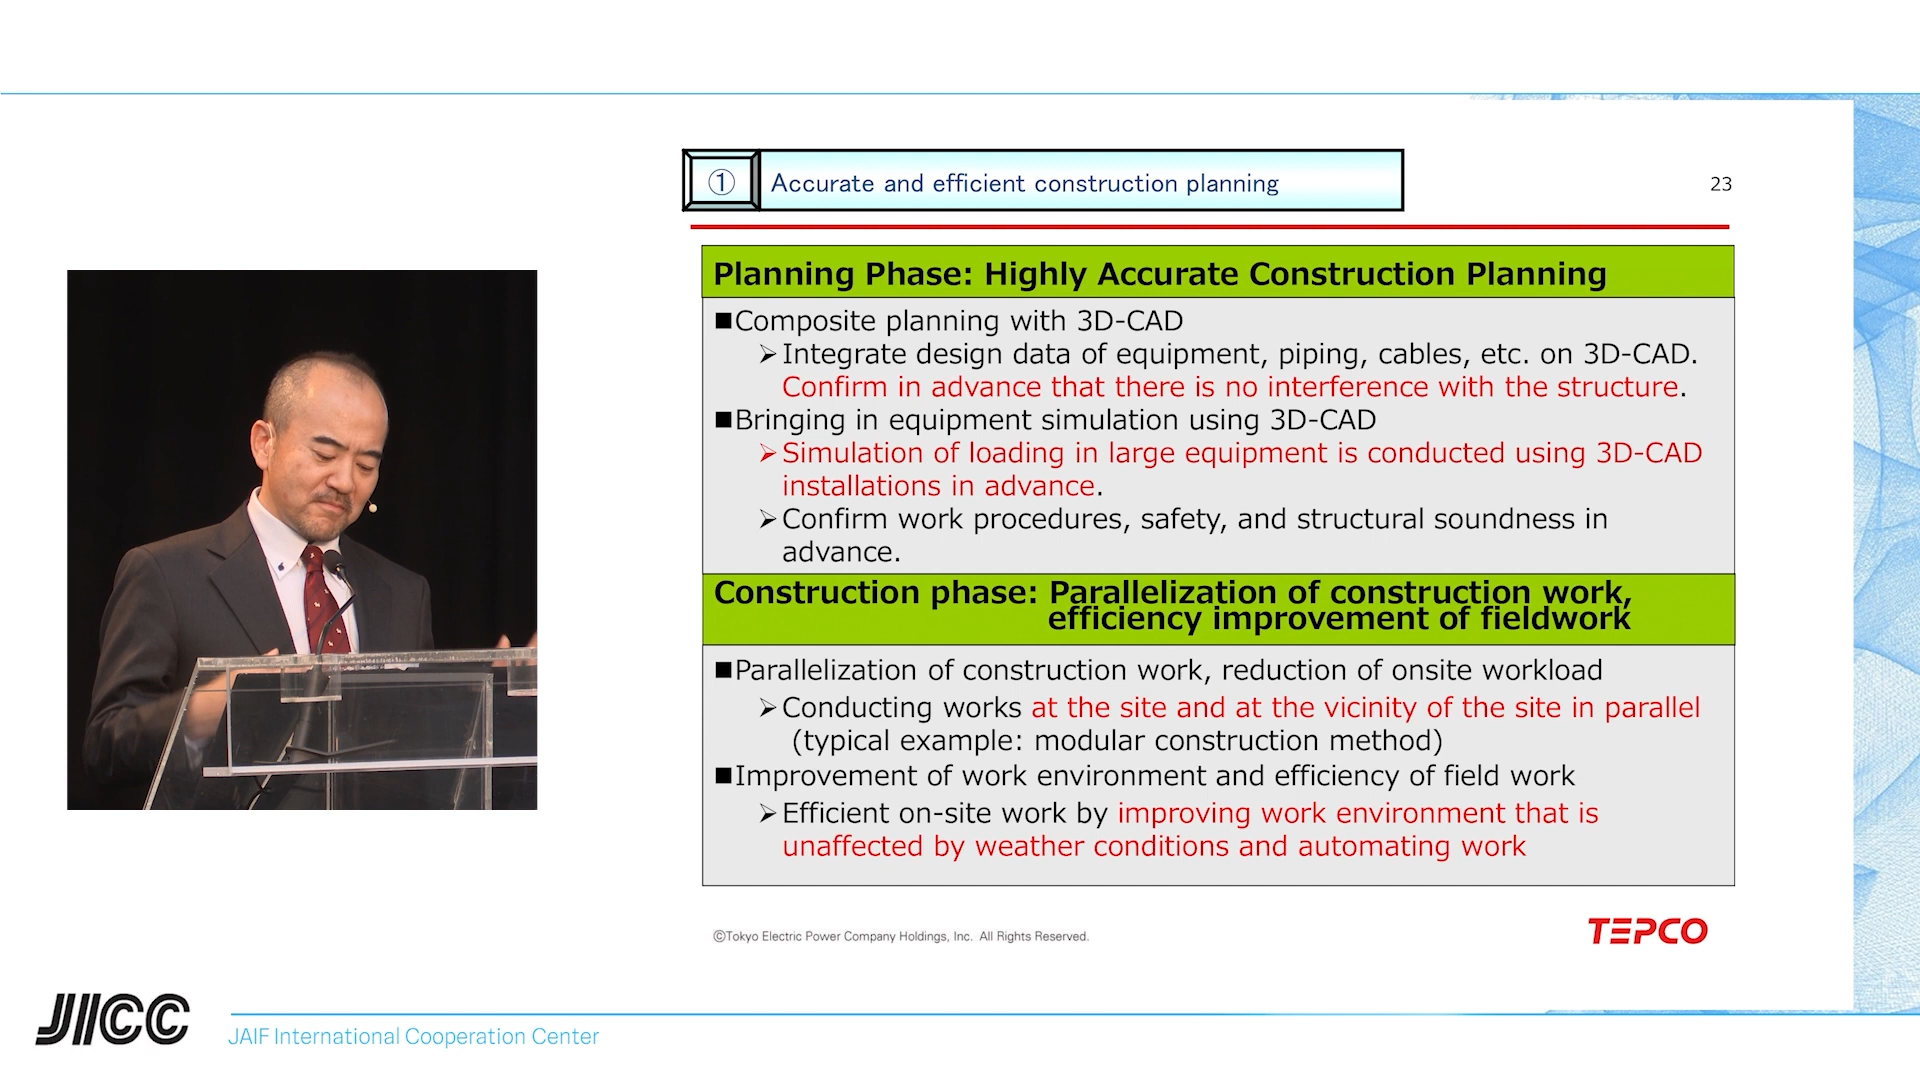 ① Accurate and efficient construction planning
23
Planning Phase: Highly Accurate Construction Planning
■Composite planning with 3D-CAD
➢Integrate design data of equipment, piping, cables, etc. on 3D-CAD.
Confirm in advance that there is no interference with the structure.
■Bringing in equipment simulation using 3D-CAD
➢Simulation of loading in large equipment is conducted using 3D-CAD
installations in advance.
➢Confirm work procedures, safety, and structural soundness in
advance.
Construction phase: Parallelization of construction work,
efficiency improvement of fieldwork
■Parallelization of construction work, reduction of onsite workload
➢Conducting works at the site and at the vicinity of the site in parallel
(typical example: modular construction method)
■Improvement of work environment and efficiency of field work
➢Efficient on-site work by improving work environment that is
unaffected by weather conditions and automating work
©Tokyo Electric Power Company Holdings, Inc. All Rights Reserved.
TEPCO
JICC
JAIF International Cooperation Center